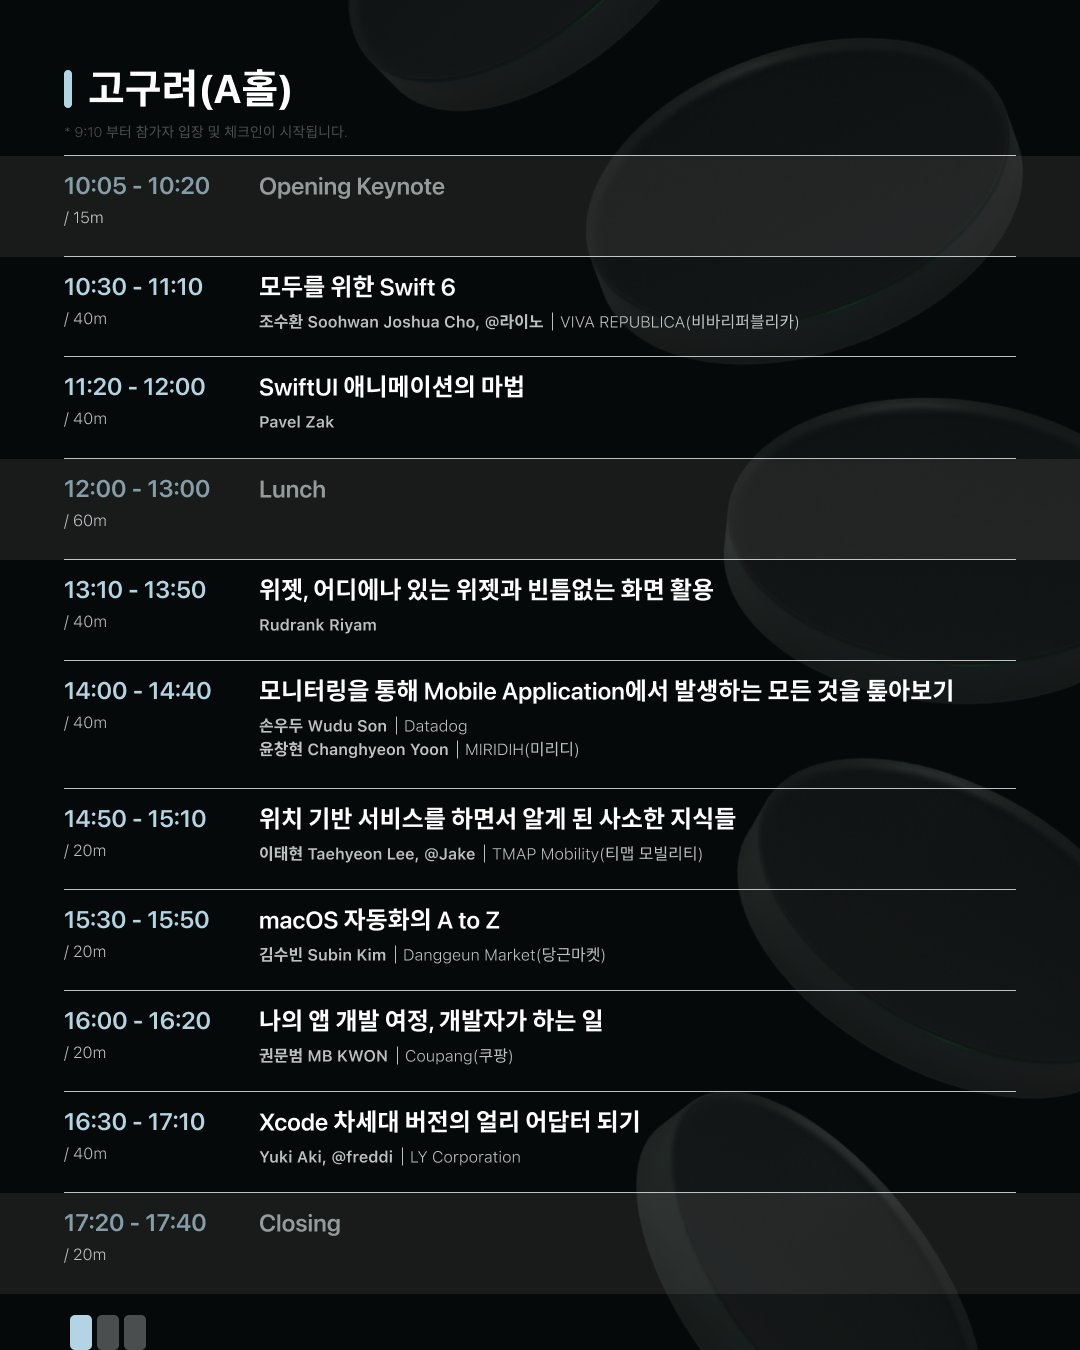 고구려(A홀)
* 9:10 부터 참가자 입장 및 체크인이 시작됩니다.
10:05 - 10:20 Opening Keynote
/ 15m
10:30 - 11:10 모두를 위한 Swift 6
/ 40m 조수환 Soohwan Joshua Cho, @라이노 | VIVA REPUBLICA(비바리퍼블리카)
11:20 - 12:00 SwiftUI 애니메이션의 마법
/ 40m Pavel Zak
12:00 - 13:00 Lunch
/ 60m
13:10 - 13:50 위젯, 어디에나 있는 위젯과 빈틈없는 화면 활용
/ 40m Rudrank Riyam
14:00 - 14:40 모니터링을 통해 Mobile Application에서 발생하는 모든 것을 톺아보기
/ 40m 손우두 Wudu Son | Datadog
윤창현 Changhyeon Yoon | MIRIDIH(미리디)
14:50 - 15:10 위치 기반 서비스를 하면서 알게 된 사소한 지식들
/ 20m 이태현 Taehyeon Lee, @Jake | TMAP Mobility(티맵 모빌리티)
15:30 - 15:50 macOS 자동화의 A to Z
/ 20m 김수빈 Subin Kim | Danggeun Market(당근마켓)
16:00 - 16:20 나의 앱 개발 여정, 개발자가 하는 일
/ 20m 권문범 MB KWON | Coupang(쿠팡)
16:30 - 17:10 Xcode 차세대 버전의 얼리 어답터 되기
/ 40m Yuki Aki, @freddi | LY Corporation
17:20 - 17:40 Closing
/ 20m